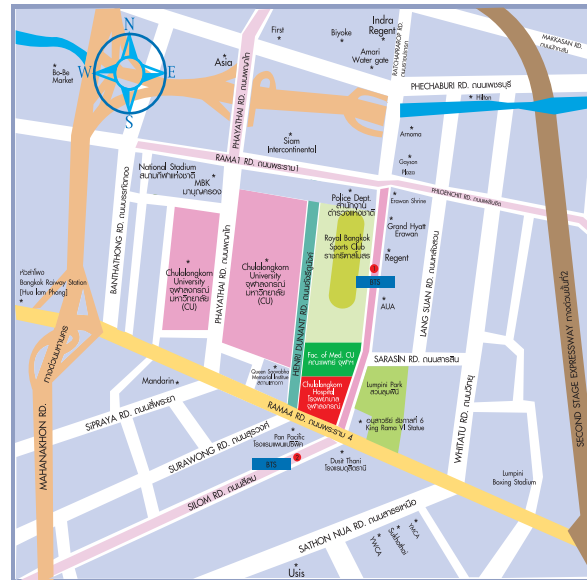 N
W
E
S
Bo-Be
Market
First
Biyoke
Indra
Regent
Asia
Amari
Water gate
RATCHAPRAROP RD.
MAKKASAN RD.
PHECHABURI RD. ถนนเพชรบุรี
Hilton
PHAYATHAI RD. ถนนพญาไท
Siam
Intercontinental
Amoma
Gayson
Plaza
RAMA1 RD. ถนนพระราม1
PHLOENCHIT RD. ถนนเพลินจิต
National Stadium
สนามกีฬาแห่งชาติ
MBK
มาบุญครอง
Police Dept.
สำนักงาน
ตำรวจแห่งชาติ
Erawan Shrine
Grand Hyatt
Erawan
Royal Bangkok
Sports Club
ราชกรีฑาสโมสร
Regent
1
BTS
AUA
BANTHATHONG RD. ถนนบรรทัดทอง
Chulalongkorn
University
จุฬาลงกรณ์
มหาวิทยาลัย
(CU)
PHAYATHAI RD. ถนนพญาไท
Chulalongkorn
University
จุฬาลงกรณ์
มหาวิทยาลัย
(CU)
HENRI DUNANT RD. ถนนอังรีดูนังต์
LANG SUAN RD. ถนนหลังสวน
หัวลำโพง
Bangkok Raiway Station
(Hua lam Phong)
ทางด่วนมหานคร
MAHANAKHON RD.
Fac. of Med. CU
คณะแพทย์ จุฬาฯ
SARASIN RD. ถนนสารสิน
Queen Saovabha
Memorial Institue
สถานเสาวภา
Chulalongkorn
Hospital
โรงพยาบาล
จุฬาลงกรณ์
Lumpini Park
สวนลุมพินี
Mandarin
RAMA4 RD. ถนนพระราม 4
อนุสาวรีย์ รัชกาลที่ 6
King Rama VI Statue
SIPRAYA RD. ถนนสี่พระยา
SURAWONG RD. ถนนสุรวงศ์
Pan Pacific
โรงแรมแพนแปซิฟิค
2
BTS
Dusit Thani
โรงแรมดุสิตธานี
SILOM RD. ถนนสีลม
WHITATU RD. ถนนวิทยุ
Lumpini
Boxing Stadium
SECOND STAGE EXPRESSWAY ทางด่วนขั้นที่2
SATHON NUA RD. ถนนสาธรเหนือ
YWCA
Sukhothai
YMCA
Usis